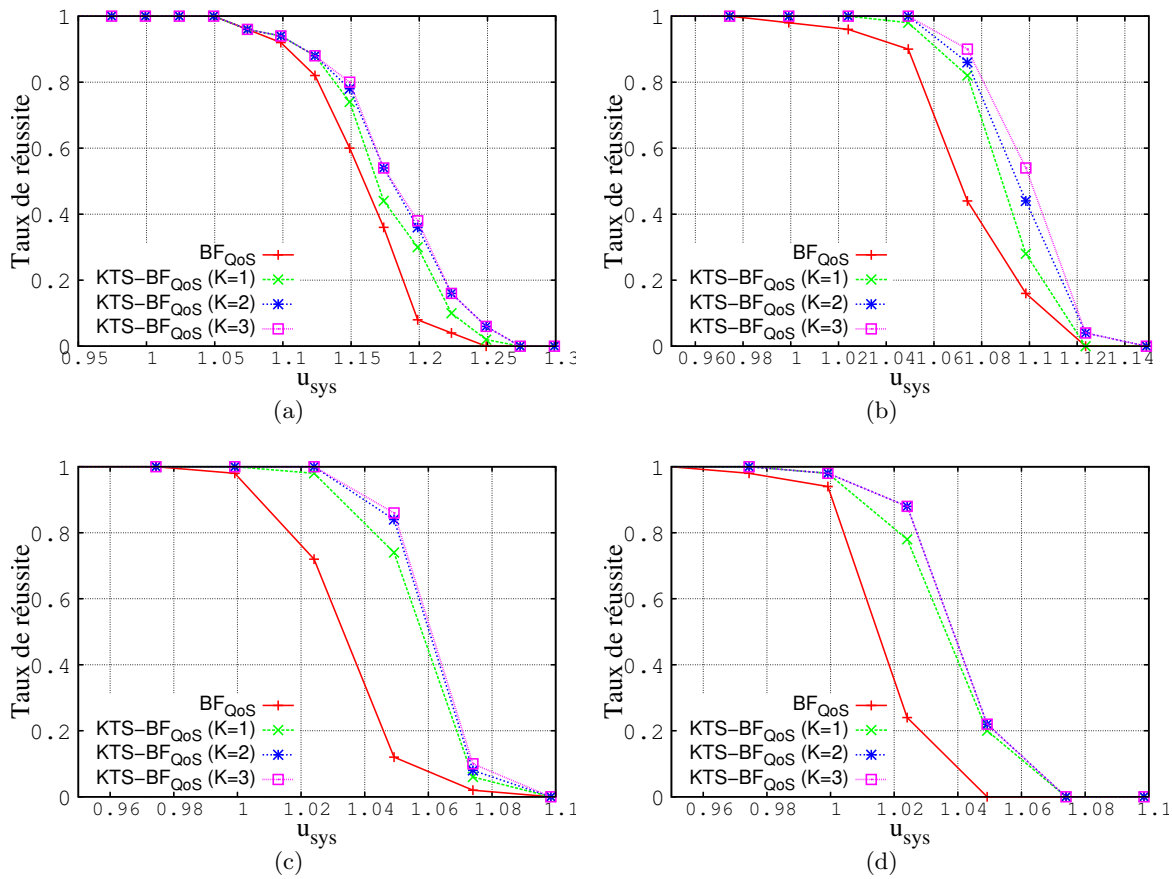 1
0.8
0.6
0.4
0.2
0
Taux de réussite
BF_QoS
KTS-BF_QoS (K=1)
KTS-BF_QoS (K=2)
KTS-BF_QoS (K=3)
0.95 1 1.05 1.1 1.15 1.2 1.25 1.3
u_sys
(a)
1
0.8
0.6
0.4
0.2
0
Taux de réussite
BF_QoS
KTS-BF_QoS (K=1)
KTS-BF_QoS (K=2)
KTS-BF_QoS (K=3)
0.96 0.98 1 1.02 1.04 1.06 1.08 1.1 1.12 1.14
u_sys
(b)
1
0.8
0.6
0.4
0.2
0
Taux de réussite
BF_QoS
KTS-BF_QoS (K=1)
KTS-BF_QoS (K=2)
KTS-BF_QoS (K=3)
0.96 0.98 1 1.02 1.04 1.06 1.08 1.1
u_sys
(c)
1
0.8
0.6
0.4
0.2
0
Taux de réussite
BF_QoS
KTS-BF_QoS (K=1)
KTS-BF_QoS (K=2)
KTS-BF_QoS (K=3)
0.96 0.98 1 1.02 1.04 1.06 1.08 1.1
u_sys
(d)